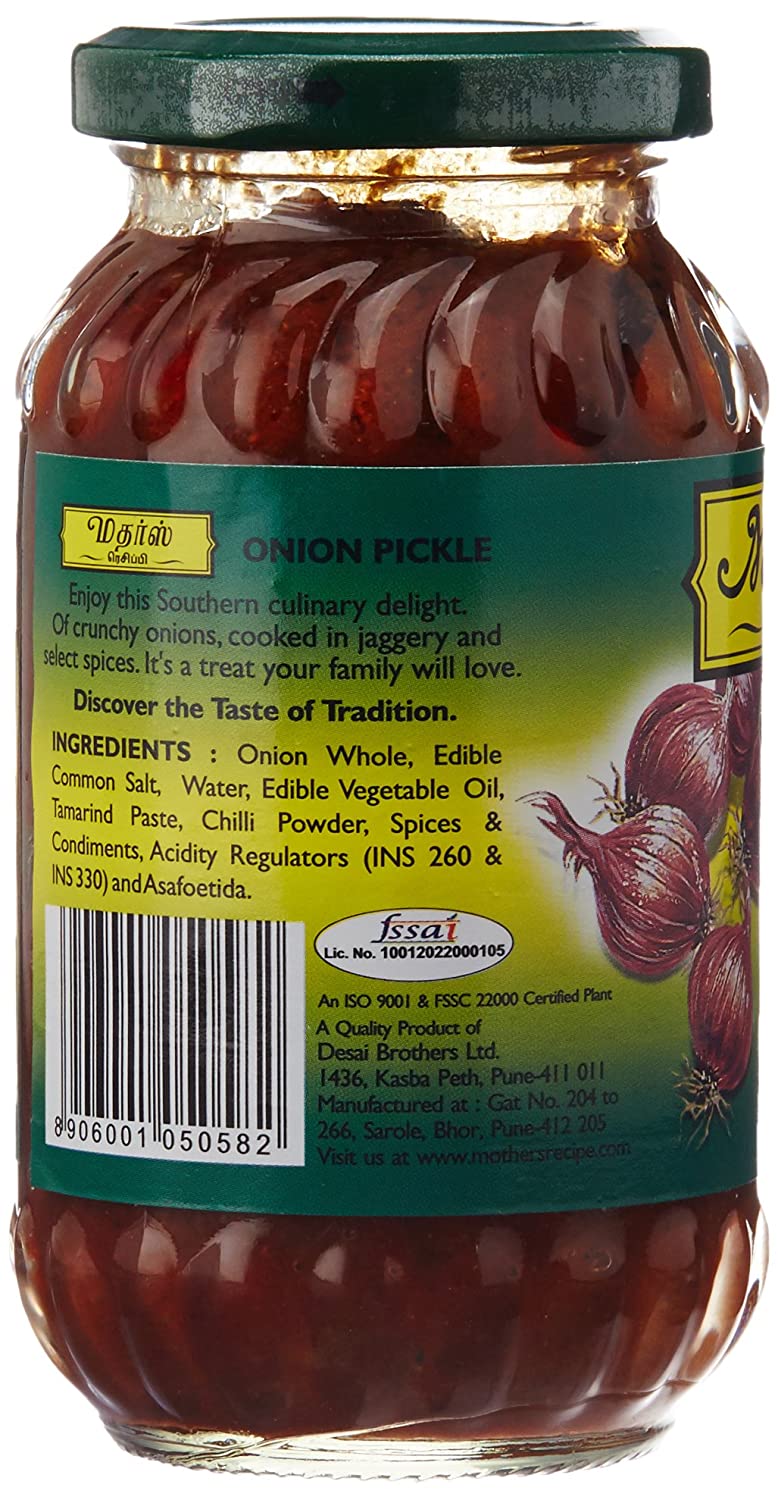 மதர்ஸ்
ரெசிப்பி
ONION PICKLE
Enjoy this Southern culinary delight.
Of crunchy onions, cooked in jaggery and
select spices. It's a treat your family will love.
Discover the Taste of Tradition.
INGREDIENTS : Onion Whole, Edible
Common Salt, Water, Edible Vegetable Oil,
Tamarind Paste, Chilli Powder, Spices &
Condiments, Acidity Regulators (INS 260 &
INS 330) and Asafoetida.
fssai
Lic. No. 10012022000105
An ISO 9001 & FSSC 22000 Certified Plant
A Quality Product of
Desai Brothers Ltd.
1436, Kasba Peth, Pune-411 011
Manufactured at : Gat No. 204 to
266, Sarole, Bhor, Pune-412 205
Visit us at www.mothersrecipe.com
8906001050582